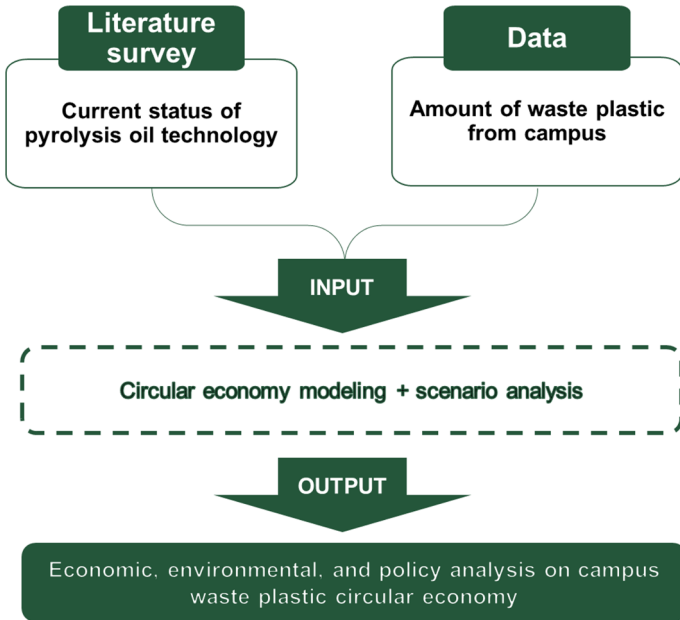 Literature
survey
Data
Current status of
pyrolysis oil technology
Amount of waste plastic
from campus
INPUT
Circular economy modeling + scenario analysis
OUTPUT
Economic, environmental, and policy analysis on campus
waste plastic circular economy